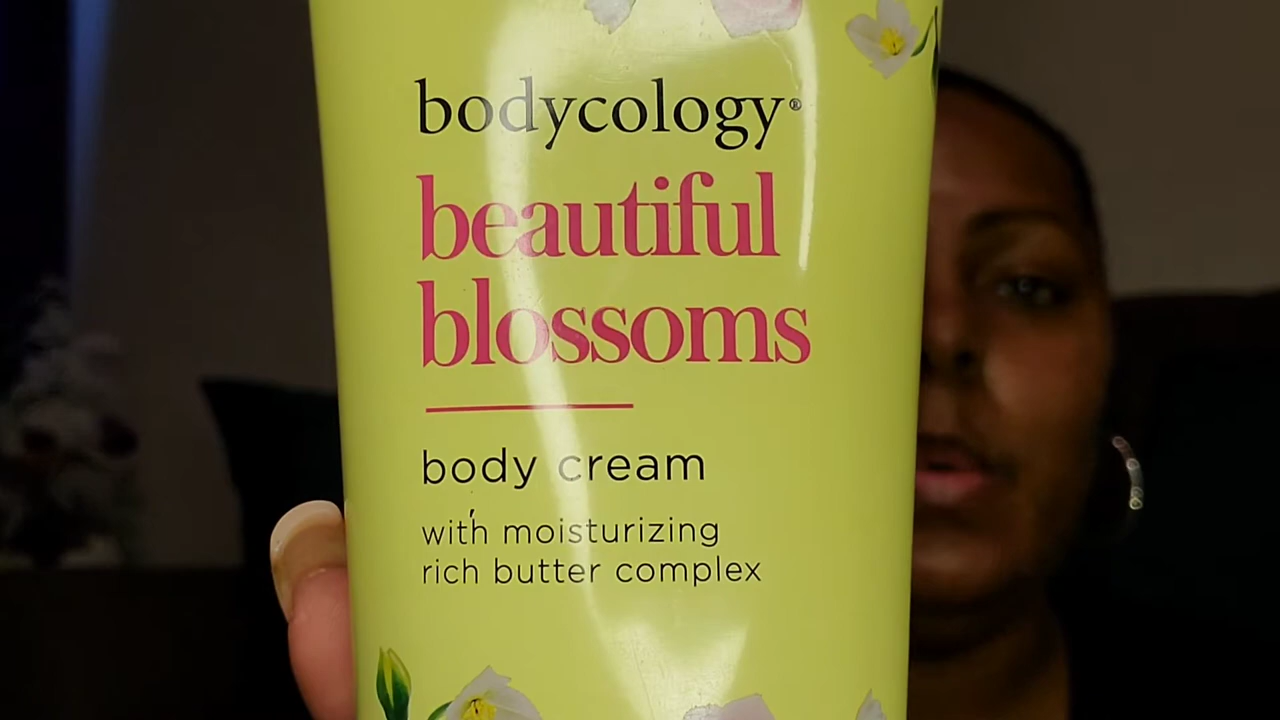 bodycology®
beautiful
blossoms
body cream
with moisturizing
rich butter complex